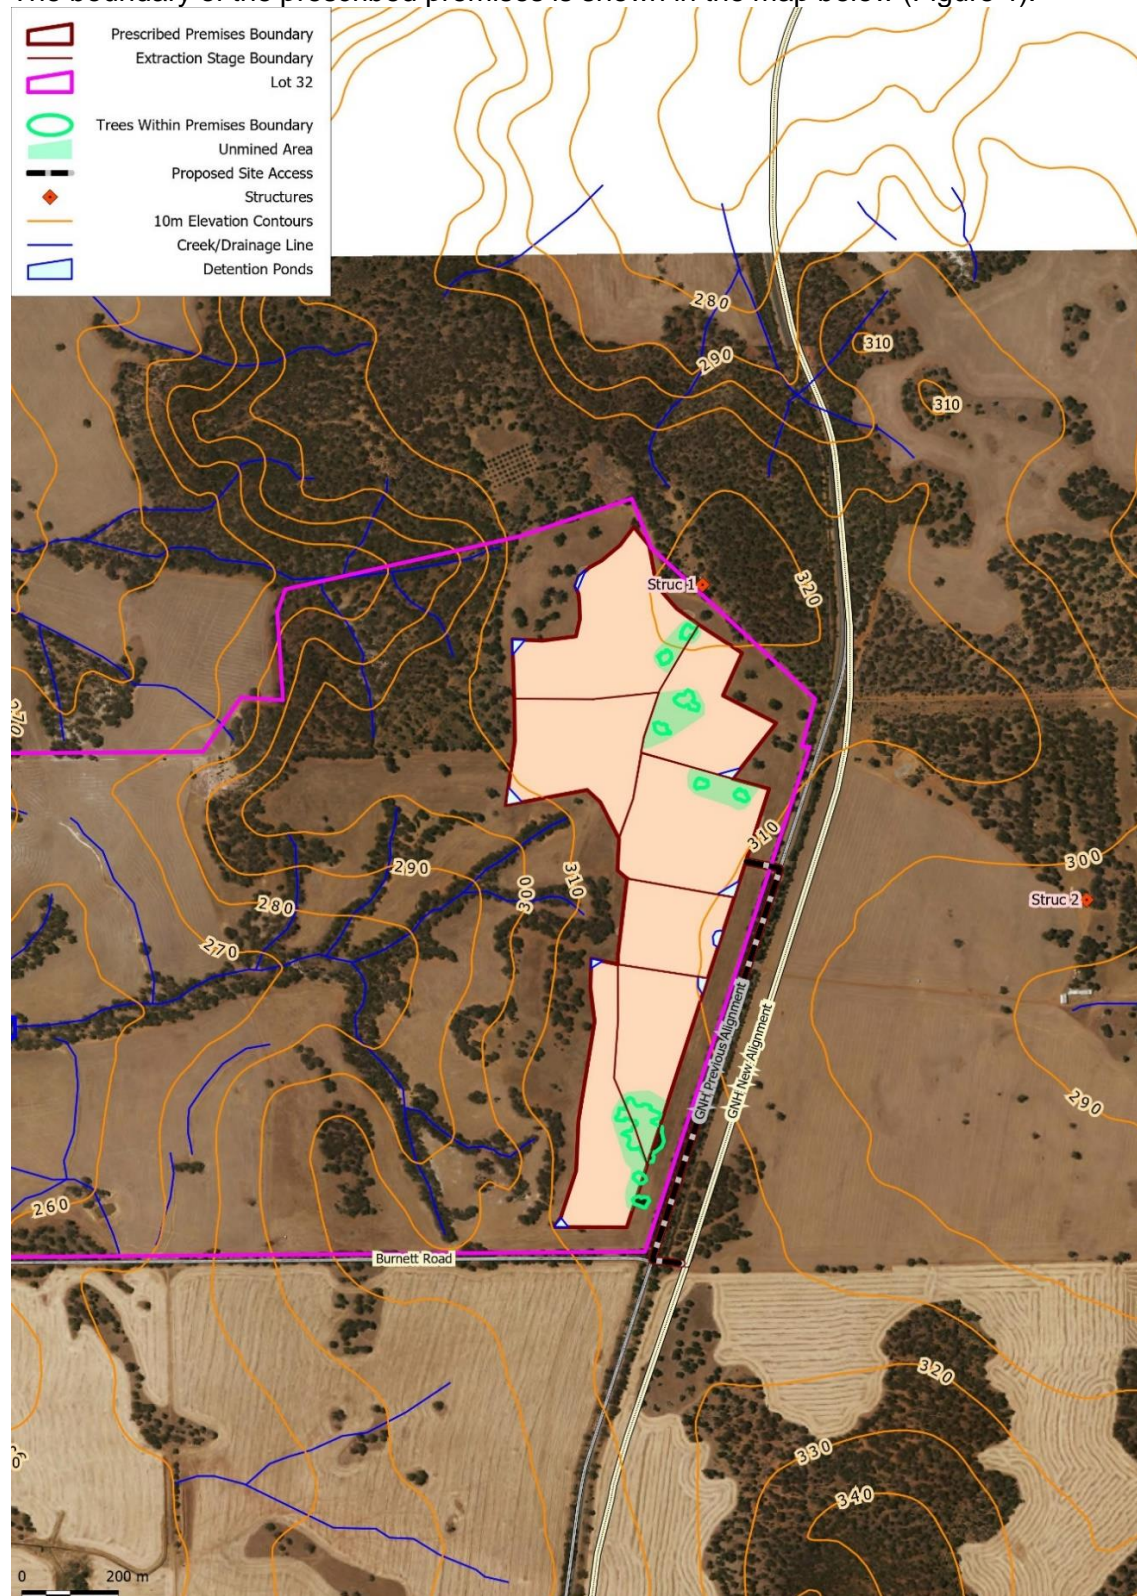 The boundary of the prescribed premises is shown in the map below (Figure 1).
Prescribed Premises Boundary
Extraction Stage Boundary
Lot 32
Trees Within Premises Boundary
Unmined Area
Proposed Site Access
Structures
10m Elevation Contours
Creek/Drainage Line
Detention Ponds
280
290
310
310
320
Struc 1
270
310
300
290
300
310
280
Struc 2
270
GNH Previous Alignment
GNH New Alignment
290
260
Burnett Road
320
330
340
0 200 m